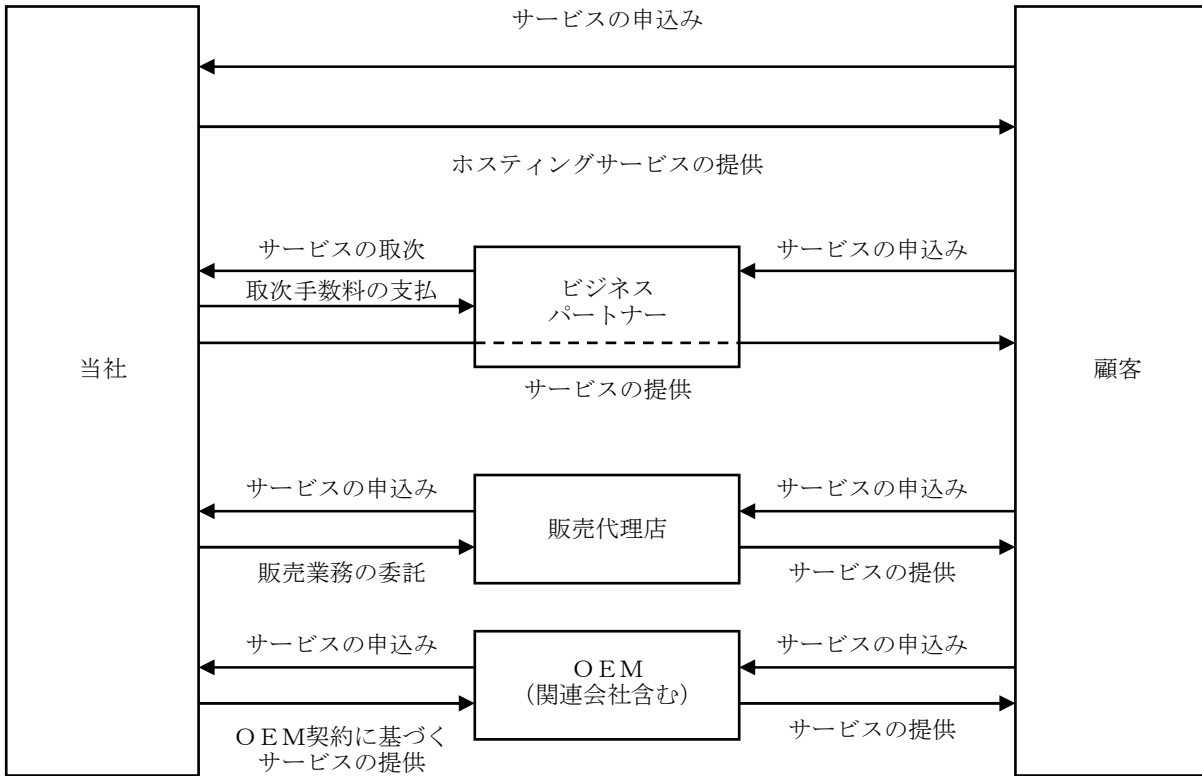 サービスの申込み
ホスティングサービスの提供
サービスの取次
サービスの申込み
取次手数料の支払
ビジネス
パートナー
当社
顧客
サービスの提供
サービスの申込み
サービスの申込み
販売代理店
販売業務の委託
サービスの提供
サービスの申込み
サービスの申込み
ＯＥＭ
（関連会社含む）
ＯＥＭ契約に基づく
サービスの提供
サービスの提供